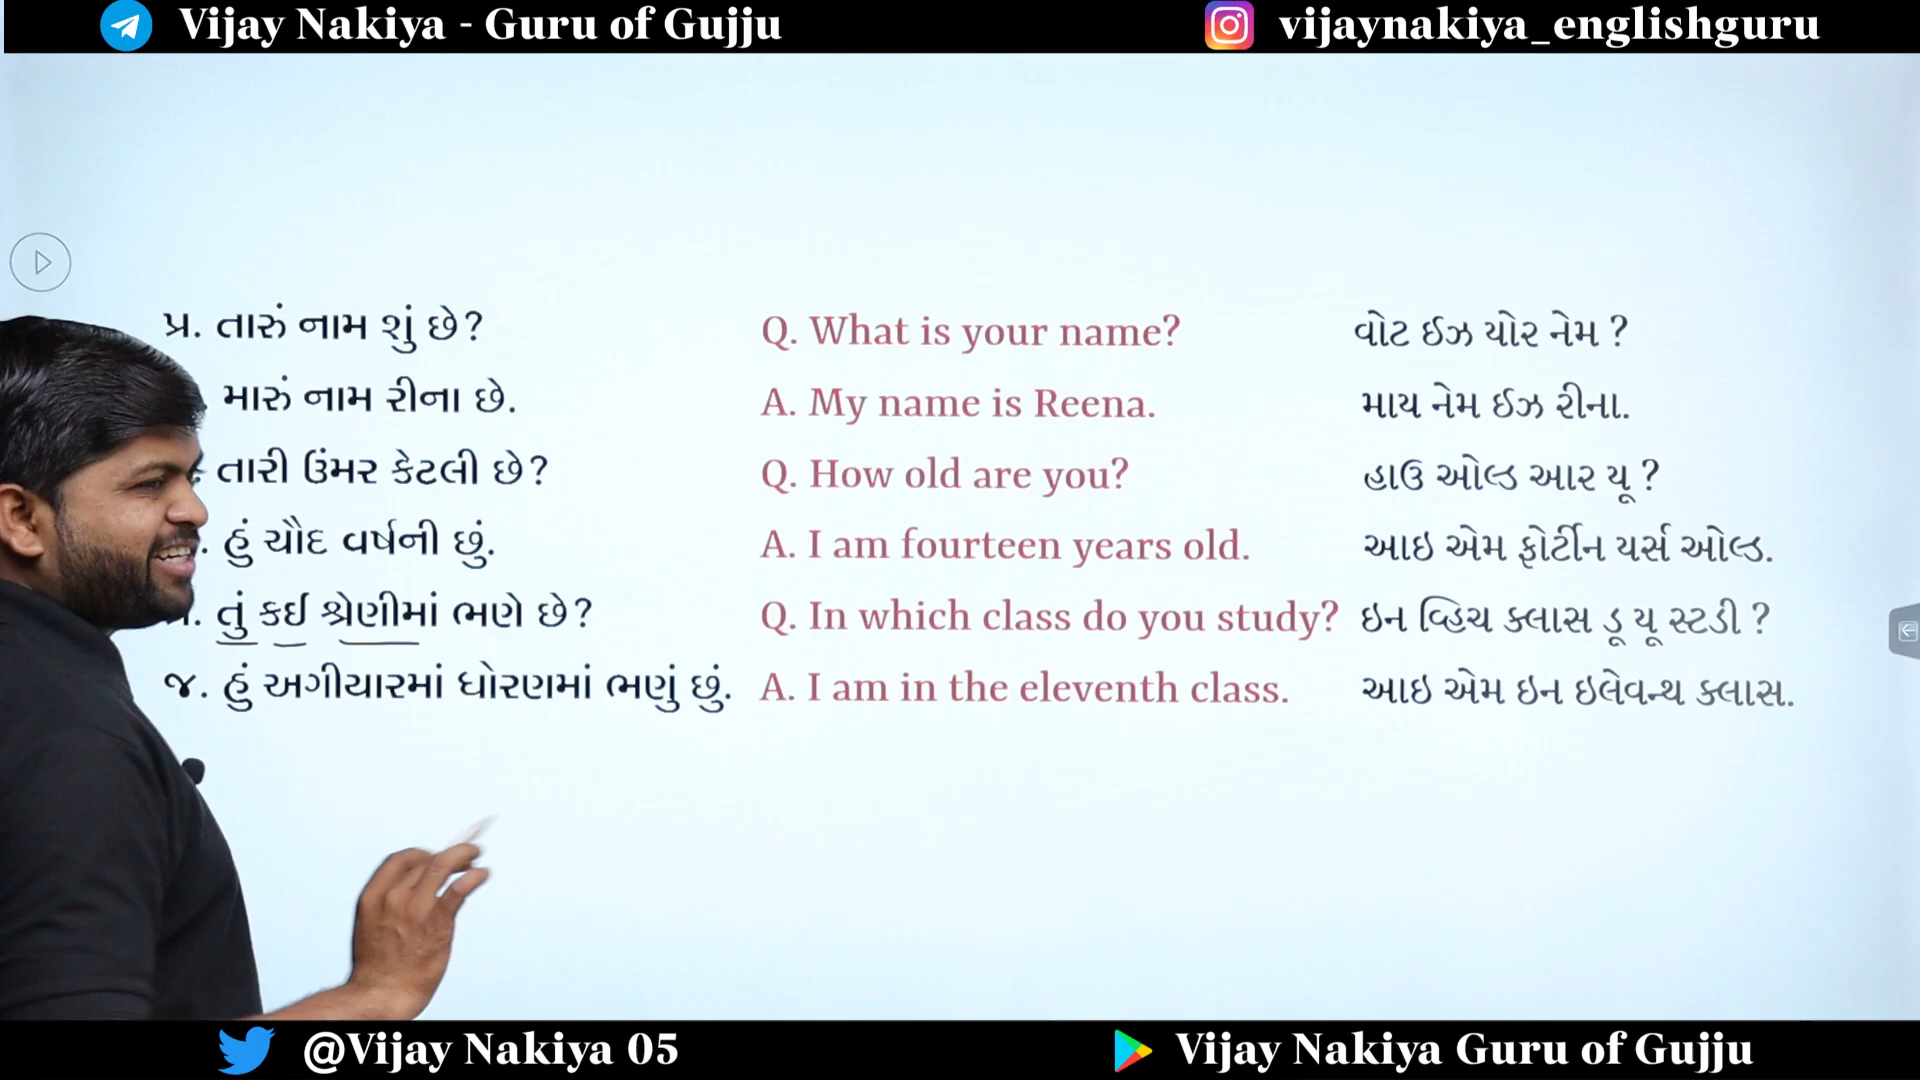 Vijay Nakiya - Guru of Gujju
vijaynakiya_englishguru
પ્ર. તારું નામ શું છે?
Q. What is your name?
વોટ ઈઝ યોર નેમ ?
મારું નામ રીના છે.
A. My name is Reena.
માય નેમ ઈઝ રીના.
તારી ઉંમર કેટલી છે?
Q. How old are you?
હાઉ ઓલ્ડ આર યૂ ?
હું ચૌદ વર્ષની છું.
A. I am fourteen years old.
આઇ એમ ફોર્ટીન યર્સ ઓલ્ડ.
તું કઈ શ્રેણીમાં ભણે છે?
Q. In which class do you study?
ઇન વ્હિચ ક્લાસ ડૂ યૂ સ્ટડી ?
જ. હું અગીયારમાં ધોરણમાં ભણું છું.
A. I am in the eleventh class.
આઇ એમ ઇન ઇલેવન્થ ક્લાસ.
@Vijay Nakiya 05
Vijay Nakiya Guru of Gujju